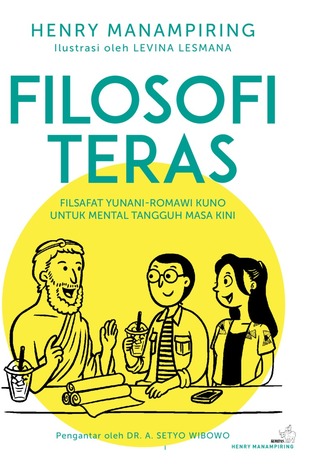 HENRY MANAMPIRING
Ilustrasi oleh LEVINA LESMANA
FILOSOFI
TERAS
FILSAFAT YUNANI-ROMAWI KUNO
UNTUK MENTAL TANGGUH MASA KINI
Pengantar oleh DR. A. SETYO WIBOWO
HENRY MANAMPIRING